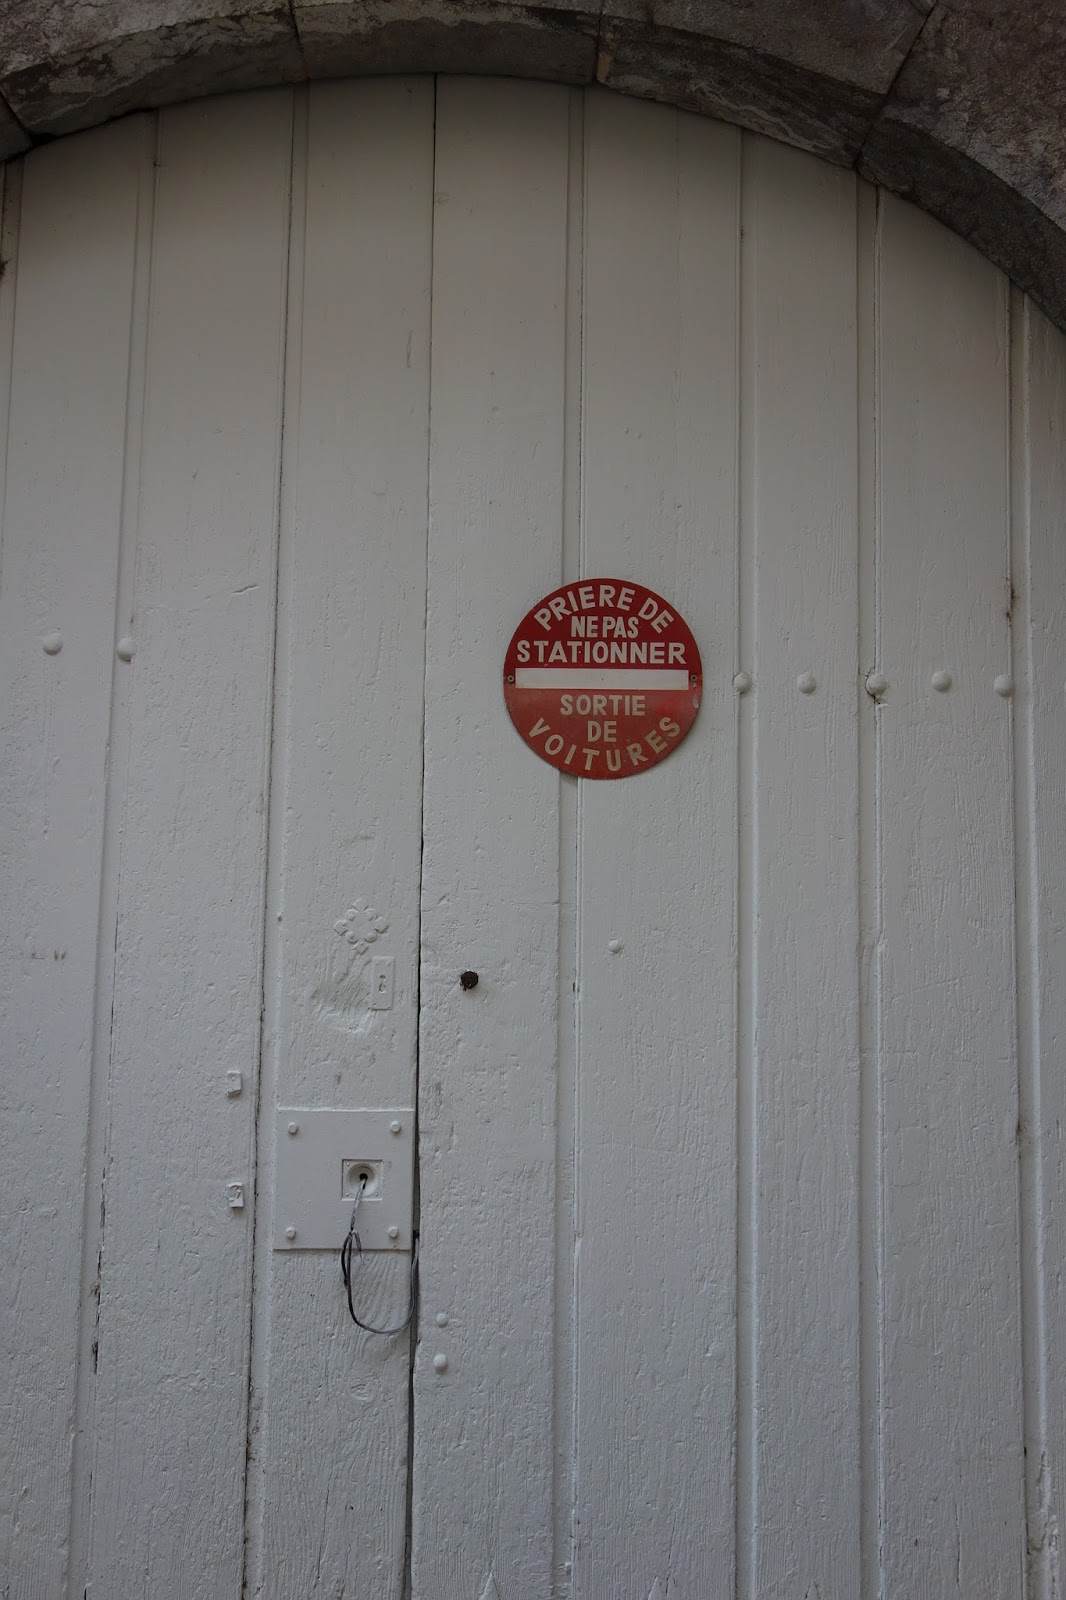 PRIERE DE
NE PAS
STATIONNER
SORTIE
DE
VOITURES